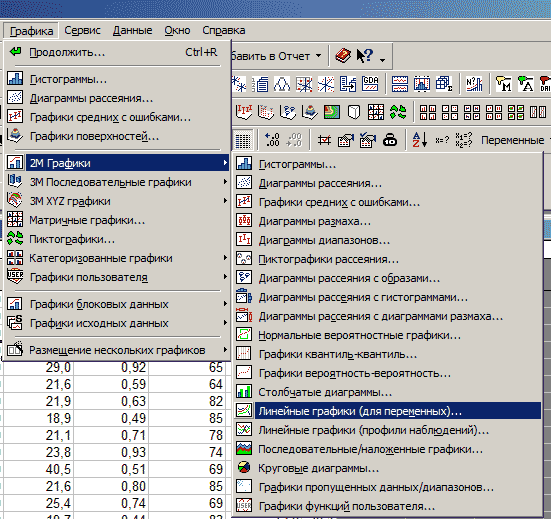 Графика Сервис Данные Окно Справка
Продолжить... Ctrl+R
обавить в Отчет
Гистограммы...
Диаграммы рассеяния...
Графики средних с ошибками...
Графики поверхностей...
2М Графики
3М Последовательные графики
3М XYZ графики
Матричные графики...
Пиктографики...
Категоризованные графики
Графики пользователя
Графики блоковых данных
Графики исходных данных
Размещение нескольких графиков
Переменные
Гистограммы...
Диаграммы рассеяния...
Графики средних с ошибками...
Диаграммы размаха...
Диаграммы диапазонов...
Пиктографики рассеяния...
Диаграммы рассеяния с образами...
Диаграммы рассеяния с гистограммами...
Диаграммы рассеяния с диаграммами размаха...
Нормальные вероятностные графики...
Графики квантиль-квантиль...
Графики вероятность-вероятность...
Столбчатые диаграммы...
Линейные графики (для переменных)...
Линейные графики (профили наблюдений)...
Последовательные/наложенные графики...
Круговые диаграммы...
Графики пропущенных данных/диапазонов...
Графики функций пользователя...
29,0 0,92 65
21,6 0,59 64
21,9 0,63 82
18,9 0,49 85
21,1 0,71 78
23,8 0,93 74
40,5 0,51 69
21,6 0,80 85
25,4 0,74 69